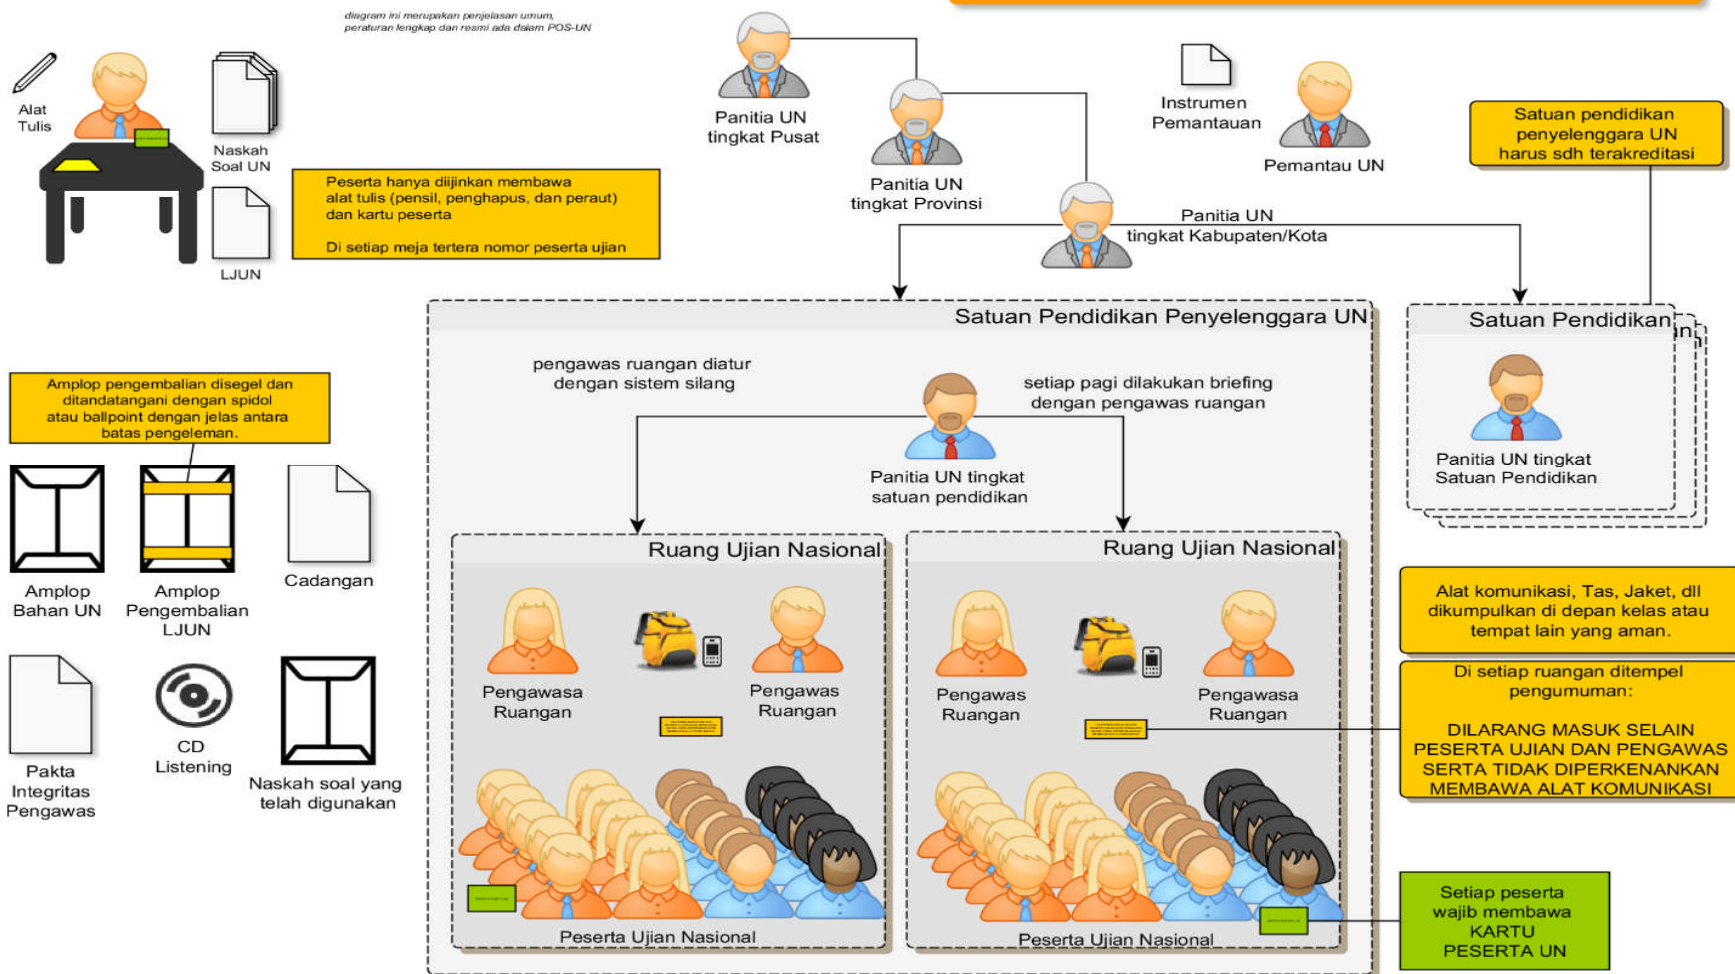 diagram ini merupakan penjelasan umum,
peraturan lengkap dan resmi ada dalam POS-UN
Alat
Tulis
Naskah
Soal UN
LJUN
Peserta hanya diijinkan membawa
alat tulis (pensil, penghapus, dan peraut)
dan kartu peserta
Di setiap meja tertera nomor peserta ujian
Panitia UN
tingkat Pusat
Panitia UN
tingkat Provinsi
Panitia UN
tingkat Kabupaten/Kota
Instrumen
Pemantauan
Pemantau UN
Satuan pendidikan
penyelenggara UN
harus sdh terakreditasi
Amplop pengembalian disegel dan
ditandatangani dengan spidol
atau ballpoint dengan jelas antara
batas pengeleman.
Amplop
Bahan UN
Amplop
Pengembalian
LJUN
Cadangan
Pakta
Integritas
Pengawas
CD
Listening
Naskah soal yang
telah digunakan
Satuan Pendidikan Penyelenggara UN
pengawas ruangan diatur
dengan sistem silang
setiap pagi dilakukan briefing
dengan pengawas ruangan
Panitia UN tingkat
satuan pendidikan
Ruang Ujian Nasional
Pengawasa
Ruangan
Pengawas
Ruangan
Peserta Ujian Nasional
Ruang Ujian Nasional
Pengawas
Ruangan
Pengawasa
Ruangan
Peserta Ujian Nasional
Satuan Pendidikan
Panitia UN tingkat
Satuan Pendidikan
Alat komunikasi, Tas, Jaket, dll
dikumpulkan di depan kelas atau
tempat lain yang aman.
Di setiap ruangan ditempel
pengumuman:
DILARANG MASUK SELAIN
PESERTA UJIAN DAN PENGAWAS
SERTA TIDAK DIPERKENANKAN
MEMBAWA ALAT KOMUNIKASI
Setiap peserta
wajib membawa
KARTU
PESERTA UN